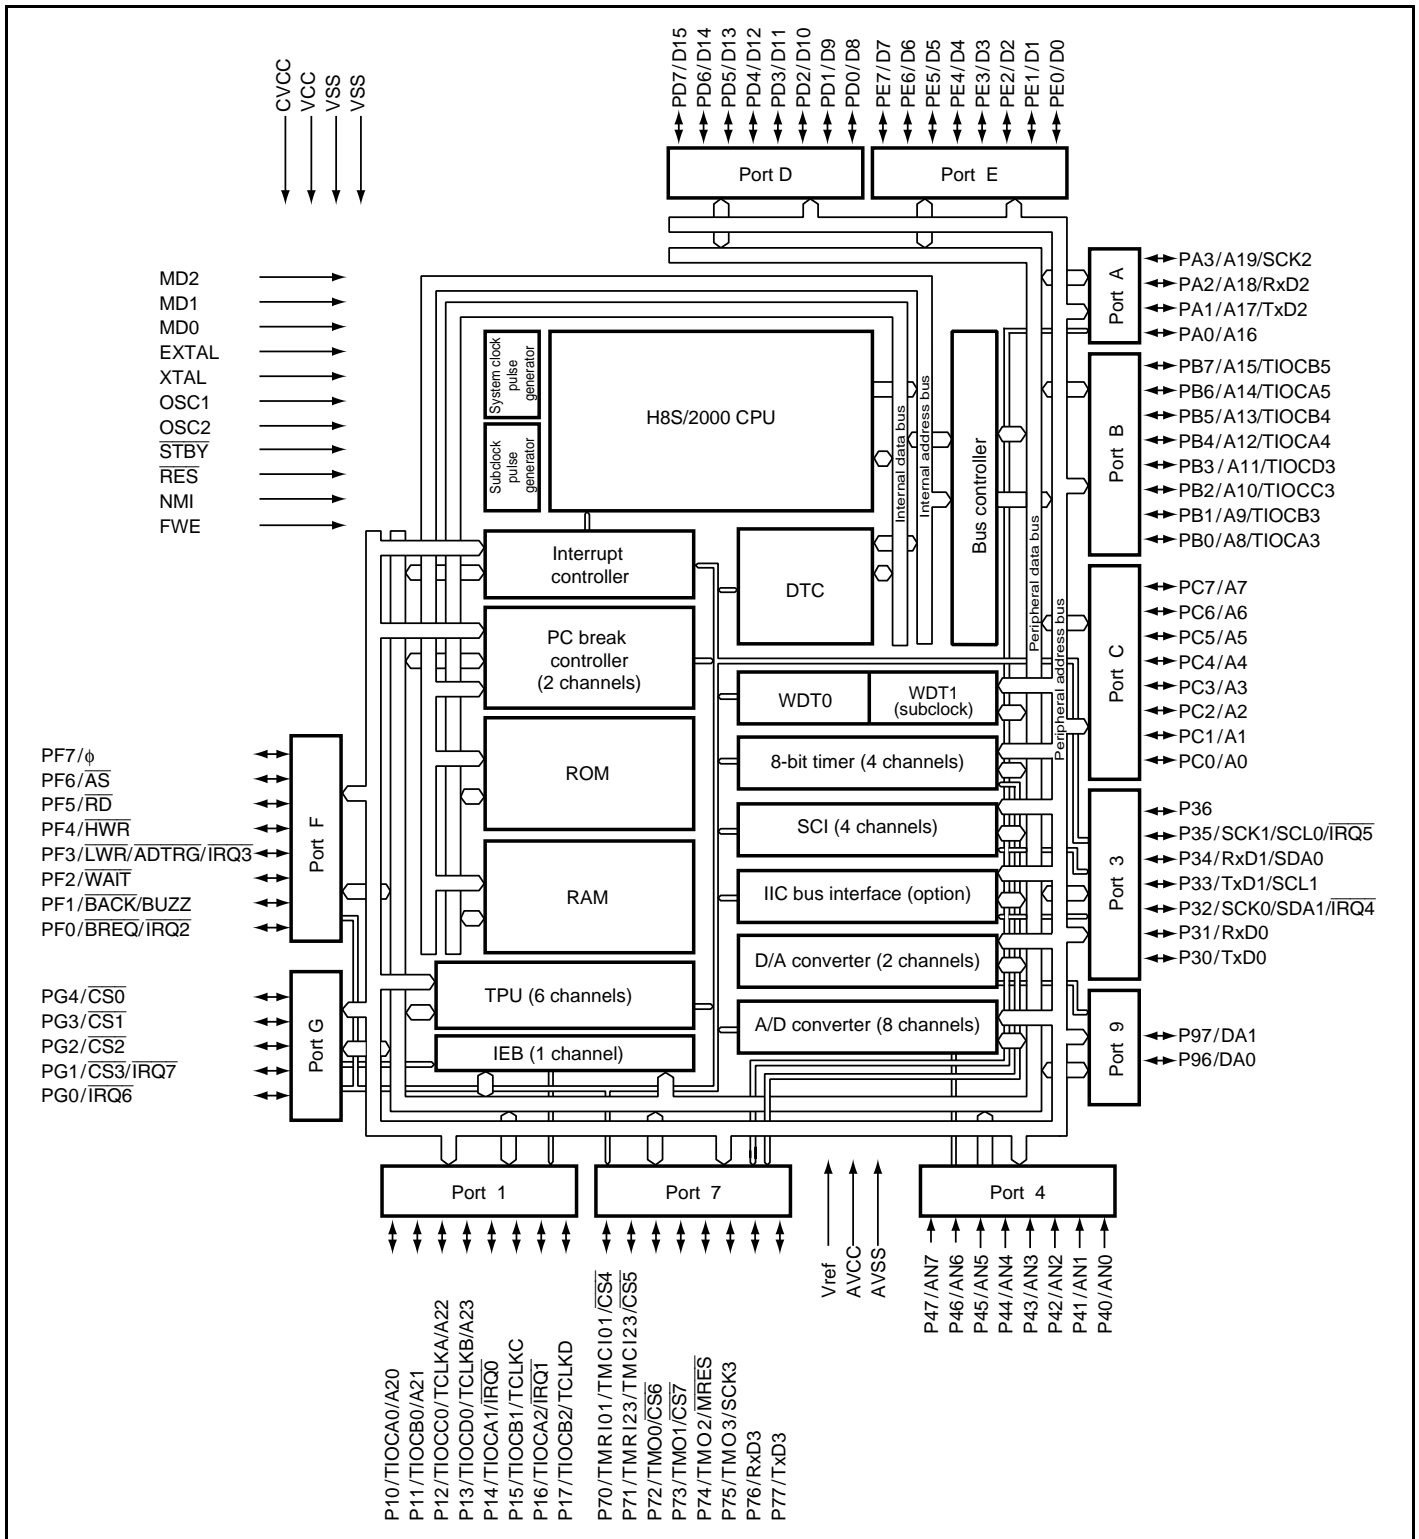 CVCC
VCC
VSS
VSS
PD7/D15
PD6/D14
PD5/D13
PD4/D12
PD3/D11
PD2/D10
PD1/D9
PD0/D8
PE7/D7
PE6/D6
PE5/D5
PE4/D4
PE3/D3
PE2/D2
PE1/D1
PE0/D0
Port D
Port E
MD2
MD1
MD0
EXTAL
XTAL
OSC1
OSC2
STBY
RES
NMI
FWE
Port A
PA3/A19/SCK2
PA2/A18/RxD2
PA1/A17/TxD2
PA0/A16
System clock
pulse
generator
Subclock
pulse
generator
H8S/2000 CPU
Internal data bus
Internal address bus
Bus controller
Peripheral data bus
Peripheral address bus
Port B
PB7/A15/TIOCB5
PB6/A14/TIOCA5
PB5/A13/TIOCB4
PB4/A12/TIOCA4
PB3/A11/TIOCD3
PB2/A10/TIOCC3
PB1/A9/TIOCB3
PB0/A8/TIOCA3
Interrupt
controller
DTC
PC break
controller
(2 channels)
Port C
PC7/A7
PC6/A6
PC5/A5
PC4/A4
PC3/A3
PC2/A2
PC1/A1
PC0/A0
WDT0
WDT1
(subclock)
ROM
8-bit timer (4 channels)
SCI (4 channels)
RAM
IIC bus interface (option)
D/A converter (2 channels)
TPU (6 channels)
A/D converter (8 channels)
IEB (1 channel)
PF7/ϕ
PF6/AS
PF5/RD
PF4/HWR
PF3/LWR/ADTRG/IRQ3
PF2/WAIT
PF1/BACK/BUZZ
PF0/BREQ/IRQ2
Port F
PG4/CS0
PG3/CS1
PG2/CS2
PG1/CS3/IRQ7
PG0/IRQ6
Port G
Port 3
P36
P35/SCK1/SCL0/IRQ5
P34/RxD1/SDA0
P33/TxD1/SCL1
P32/SCK0/SDA1/IRQ4
P31/RxD0
P30/TxD0
Port 9
P97/DA1
P96/DA0
Port 1
Port 7
Port 4
P10/TIOCA0/A20
P11/TIOCB0/A21
P12/TIOCC0/TCLKA/A22
P13/TIOCD0/TCLKB/A23
P14/TIOCA1/IRQ0
P15/TIOCB1/TCLKC
P16/TIOCA2/IRQ1
P17/TIOCB2/TCLKD
P70/TMRI01/TMCI01/CS4
P71/TMRI23/TMCI23/CS5
P72/TMO0/CS6
P73/TMO1/CS7
P74/TMO2/MRES
P75/TMO3/SCK3
P76/RxD3
P77/TxD3
Vref
AVCC
AVSS
P47/AN7
P46/AN6
P45/AN5
P44/AN4
P43/AN3
P42/AN2
P41/AN1
P40/AN0